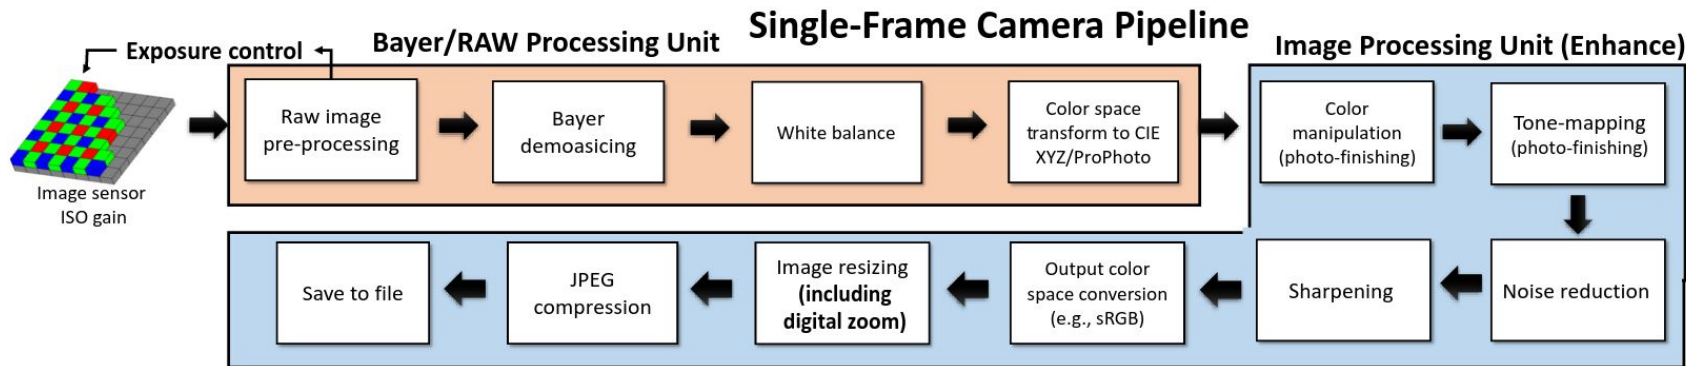 Single-Frame Camera Pipeline
Exposure control
Bayer/RAW Processing Unit
Image Processing Unit (Enhance)
Image sensor
ISO gain
Raw image
pre-processing
Bayer
demoasicing
White balance
Color space
transform to CIE
XYZ/ProPhoto
Color
manipulation
(photo-finishing)
Tone-mapping
(photo-finishing)
Noise reduction
Sharpening
Output color
space conversion
(e.g., sRGB)
Image resizing
(including
digital zoom)
JPEG
compression
Save to file